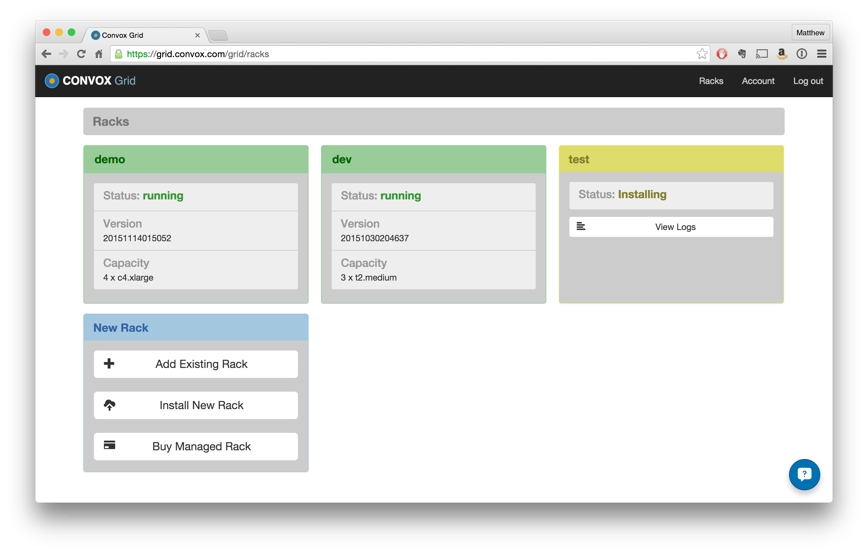 Convox Grid
Matthew
https://grid.convox.com/grid/racks
CONVOX Grid
Racks
Account
Log out
Racks
demo
Status: running
Version
20151114015052
Capacity
4 x c4.xlarge
dev
Status: running
Version
20151030204637
Capacity
3 x t2.medium
test
Status: Installing
View Logs
New Rack
Add Existing Rack
Install New Rack
Buy Managed Rack